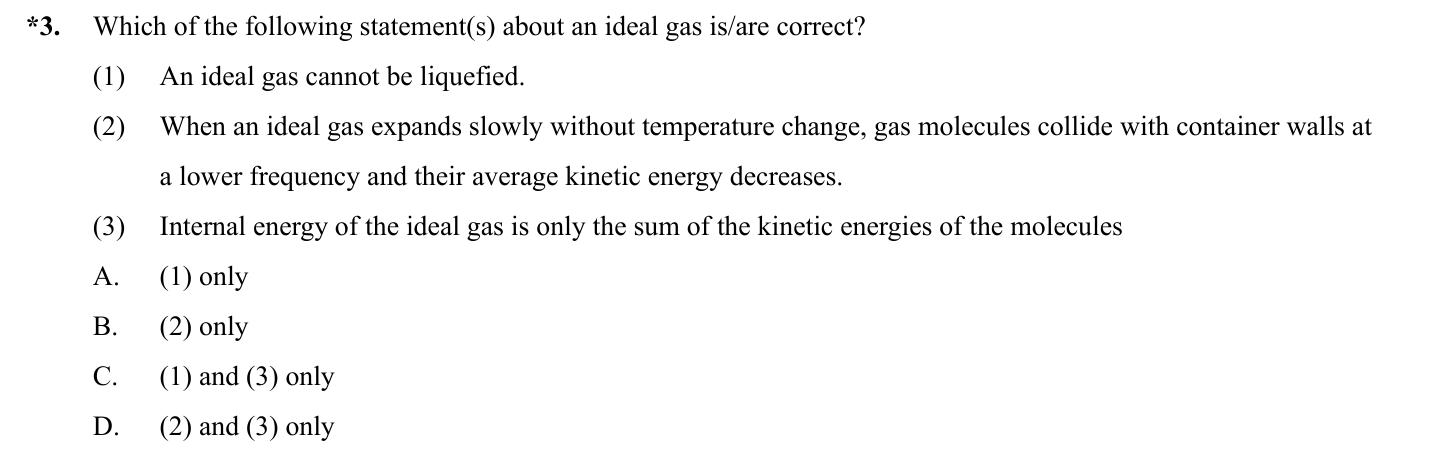 *3. Which of the following statement(s) about an ideal gas is/are correct?
(1) An ideal gas cannot be liquefied.
(2) When an ideal gas expands slowly without temperature change, gas molecules collide with container walls at
a lower frequency and their average kinetic energy decreases.
(3) Internal energy of the ideal gas is only the sum of the kinetic energies of the molecules
A. (1) only
B. (2) only
C. (1) and (3) only
D. (2) and (3) only